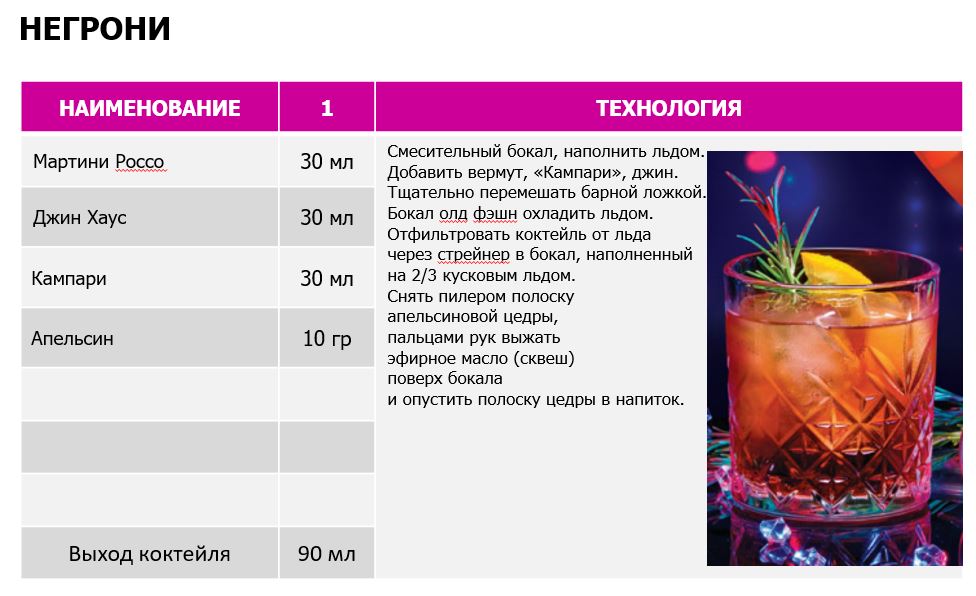 НЕГРОНИ
НАИМЕНОВАНИЕ 1 ТЕХНОЛОГИЯ
Мартини Россо 30 мл
Джин Хаус 30 мл
Кампари 30 мл
Апельсин 10 гр
Выход коктейля 90 мл
Смесительный бокал, наполнить льдом.
Добавить вермут, «Кампари», джин.
Тщательно перемешать барной ложкой.
Бокал олд фэшн охладить льдом.
Отфильтровать коктейль от льда
через стрейнер в бокал, наполненный
на 2/3 кусковым льдом.
Снять пилером полоску
апельсиновой цедры,
пальцами рук выжать
эфирное масло (сквеш)
поверх бокала
и опустить полоску цедры в напиток.